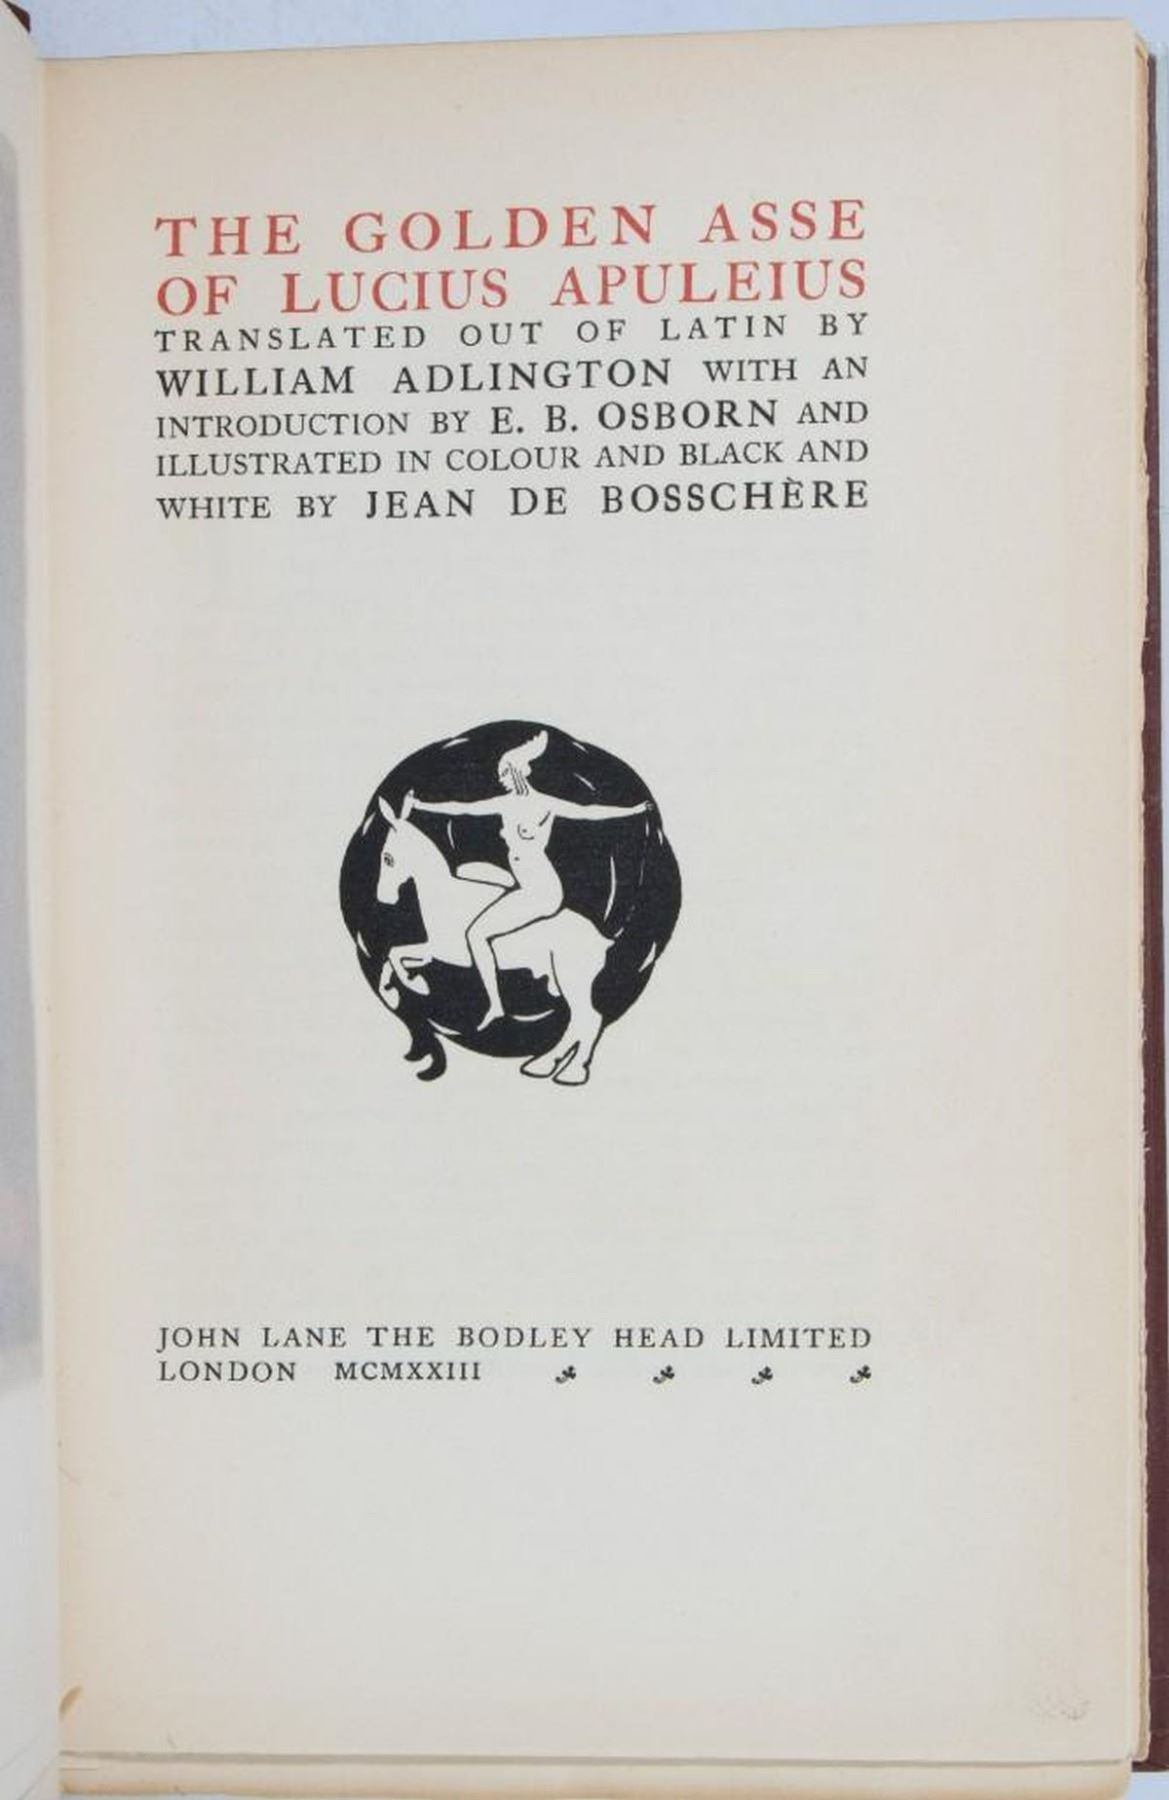 THE GOLDEN ASSE
OF LUCIUS APULEIUS
TRANSLATED OUT OF LATIN BY
WILLIAM ADLINGTON WITH AN
INTRODUCTION BY E. B. OSBORN AND
ILLUSTRATED IN COLOUR AND BLACK AND
WHITE BY JEAN DE BOSSCHÈRE
JOHN LANE THE BODLEY HEAD LIMITED
LONDON MCMXXIII